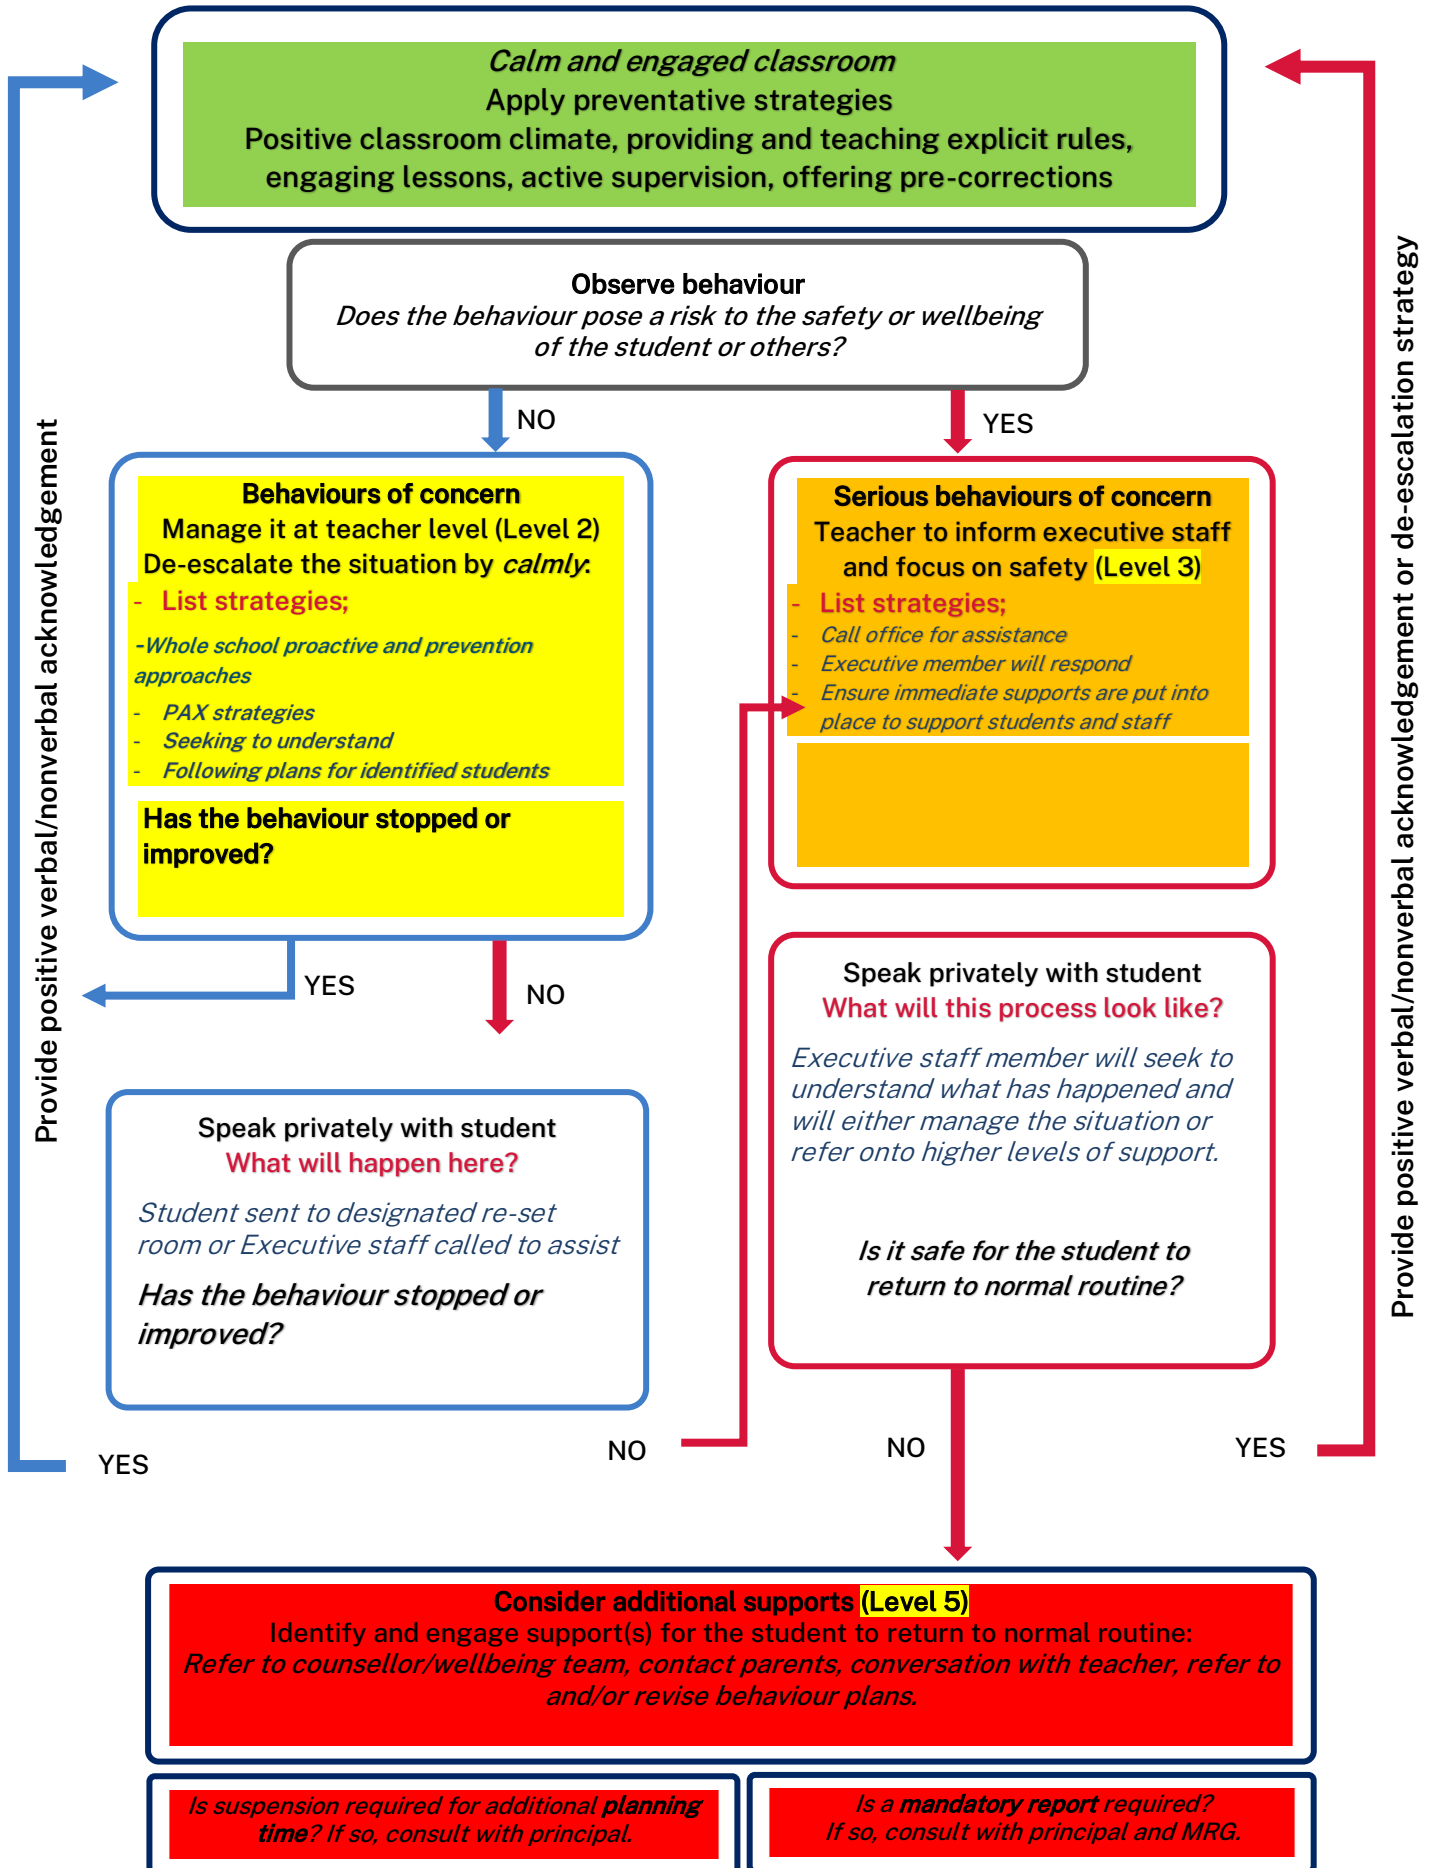 Calm and engaged classroom
Apply preventative strategies
Positive classroom climate, providing and teaching explicit rules,
engaging lessons, active supervision, offering pre-corrections
Observe behaviour
Does the behaviour pose a risk to the safety or wellbeing
of the student or others?
NO
YES
Behaviours of concern
Manage it at teacher level (Level 2)
De-escalate the situation by calmly:
- List strategies;
-Whole school proactive and prevention
approaches
- PAX strategies
- Seeking to understand
- Following plans for identified students
Has the behaviour stopped or
improved?
Serious behaviours of concern
Teacher to inform executive staff
and focus on safety (Level 3)
- List strategies;
- Call office for assistance
- Executive member will respond
- Ensure immediate supports are put into
place to support students and staff
YES
NO
Speak privately with student
What will happen here?
Student sent to designated re-set
room or Executive staff called to assist
Has the behaviour stopped or
improved?
Speak privately with student
What will this process look like?
Executive staff member will seek to
understand what has happened and
will either manage the situation or
refer onto higher levels of support.
Is it safe for the student to
return to normal routine?
YES
NO
NO
YES
Provide positive verbal/nonverbal acknowledgement
Provide positive verbal/nonverbal acknowledgement or de-escalation strategy
Consider additional supports (Level 5)
Identify and engage support(s) for the student to return to normal routine:
Refer to counsellor/wellbeing team, contact parents, conversation with teacher, refer to
and/or revise behaviour plans.
Is suspension required for additional planning
time? If so, consult with principal.
Is a mandatory report required?
If so, consult with principal and MRG.